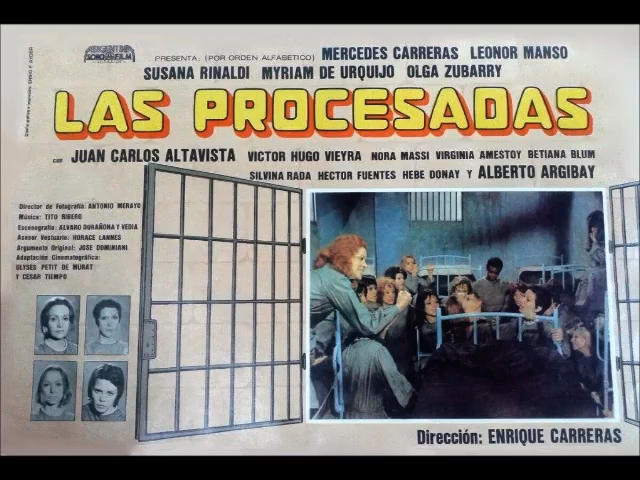 ARGENTINA
SONO FILM
PRESENTA: (POR ORDEN ALFABETICO) MERCEDES CARRERAS LEONOR MANSO
SUSANA RINALDI MYRIAM DE URQUIJO OLGA ZUBARRY
LAS PROCESADAS
con JUAN CARLOS ALTAVISTA VICTOR HUGO VIEYRA NORA MASSI VIRGINIA AMESTOY BETIANA BLUM
SILVINA RADA HECTOR FUENTES HEBE DONAY Y ALBERTO ARGIBAY
Director de Fotografía: ANTONIO MERAYO
Música: TITO RIBERO
Escenografía: ALVARO DURAÑONA Y VEDIA
Asesor Vestuario: HORACE LANNES
Argumento Original: JOSE DOMINIANI
Adaptación Cinematográfica:
ULYSES PETIT DE MURAT
Y CESAR TIEMPO
Dirección: ENRIQUE CARRERAS